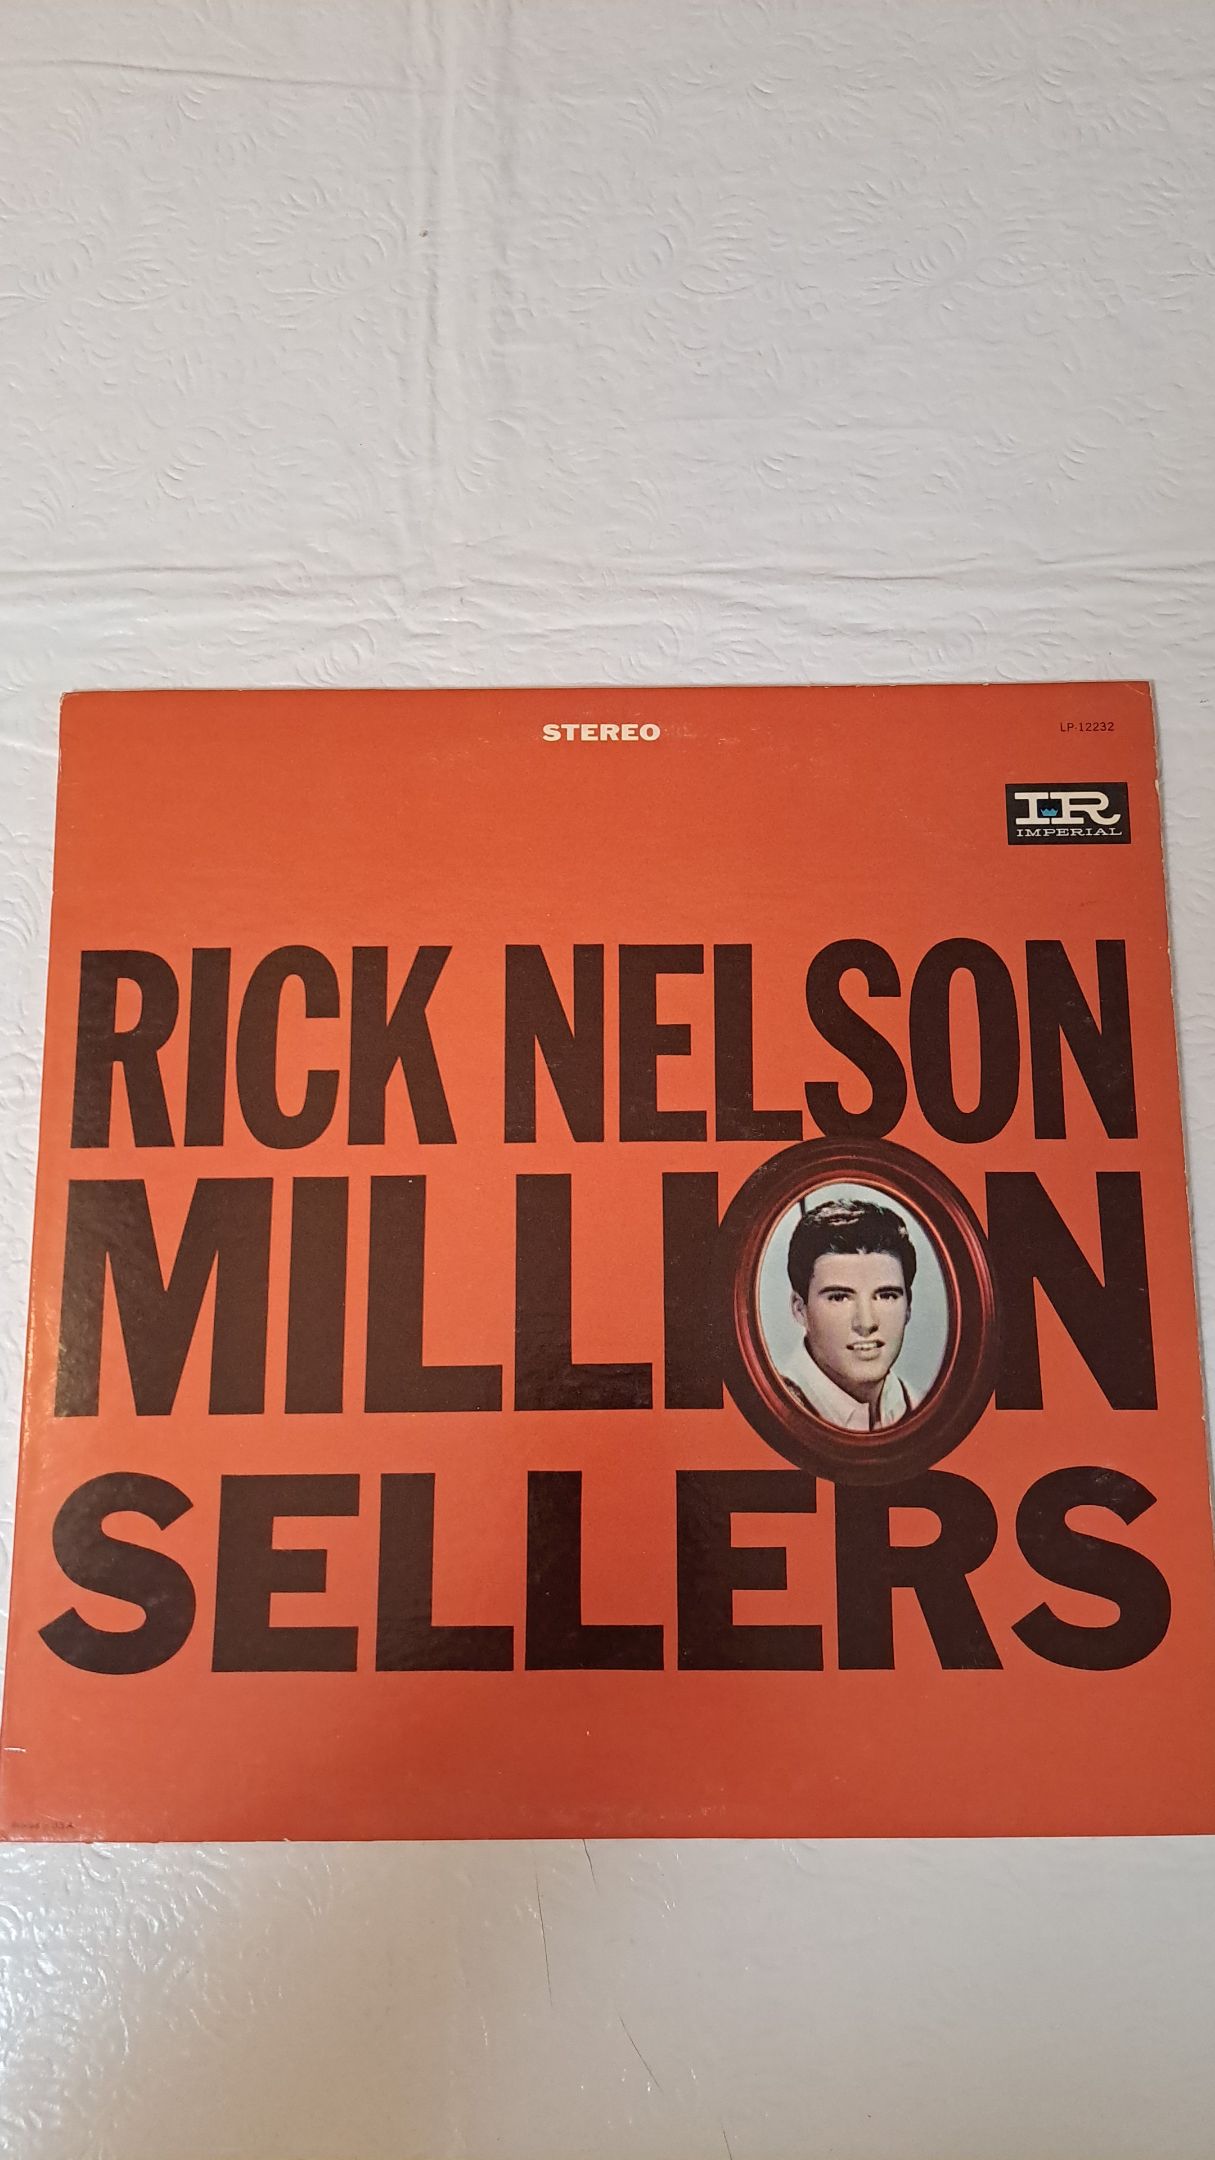 STEREO
LP-12232
IR
IMPERIAL
RICK NELSON
MILLION
SELLERS